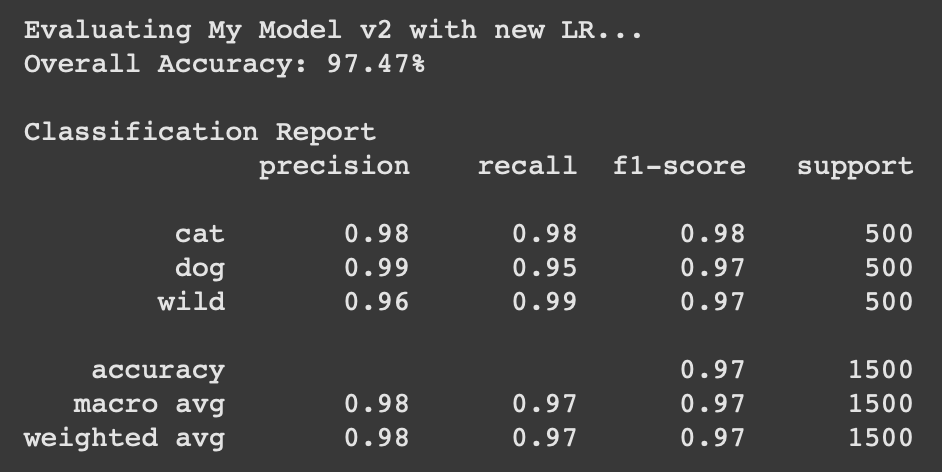 Evaluating My Model v2 with new LR...
Overall Accuracy: 97.47%
Classification Report
precision recall f1-score support
cat 0.98 0.98 0.98 500
dog 0.99 0.95 0.97 500
wild 0.96 0.99 0.97 500
accuracy 0.97 1500
macro avg 0.98 0.97 0.97 1500
weighted avg 0.98 0.97 0.97 1500